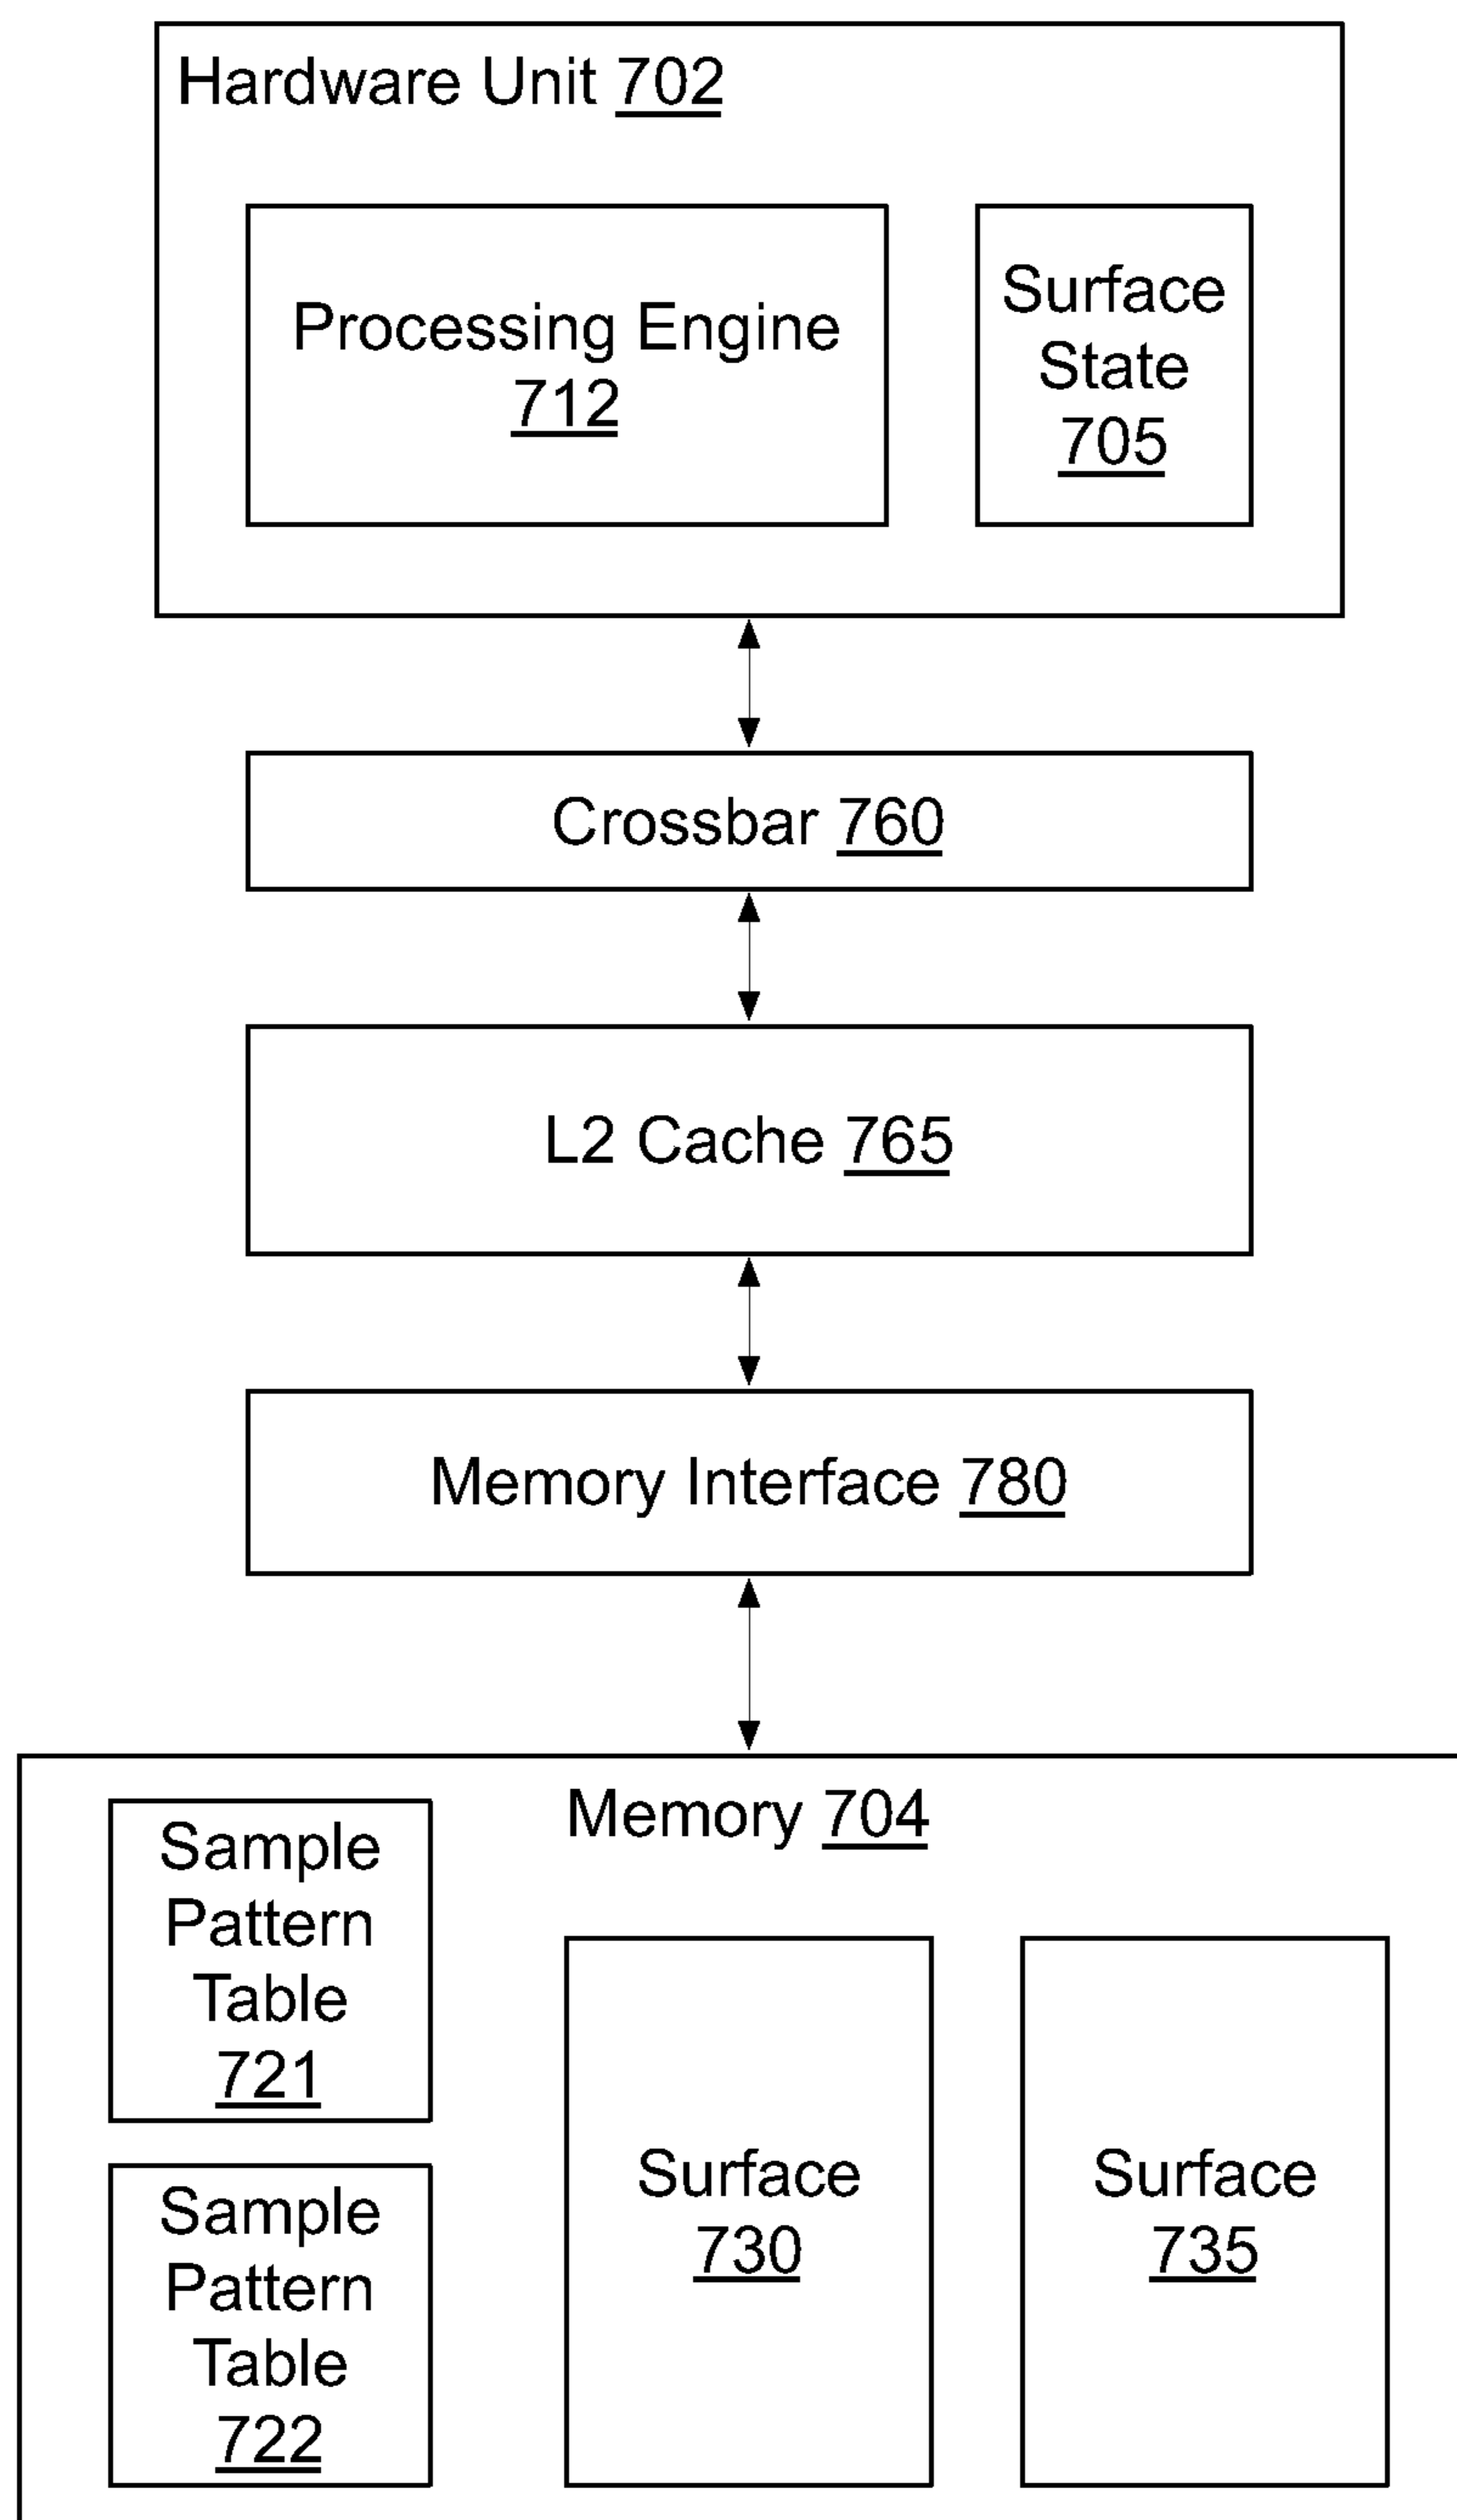 Hardware Unit 702
Processing Engine
712
Surface
State
705
Crossbar 760
L2 Cache 765
Memory Interface 780
Memory 704
Sample
Pattern
Table
721
Sample
Pattern
Table
722
Surface
730
Surface
735